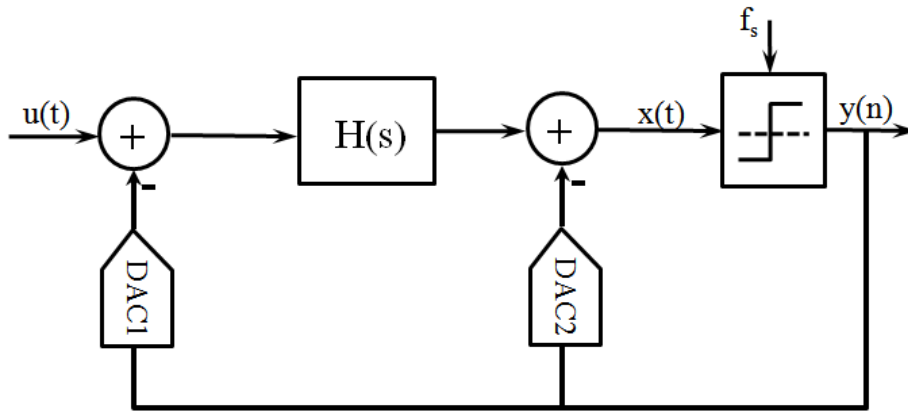 f_s
u(t)
+
H(s)
+
x(t)
y(n)
-
-
DAC1
DAC2